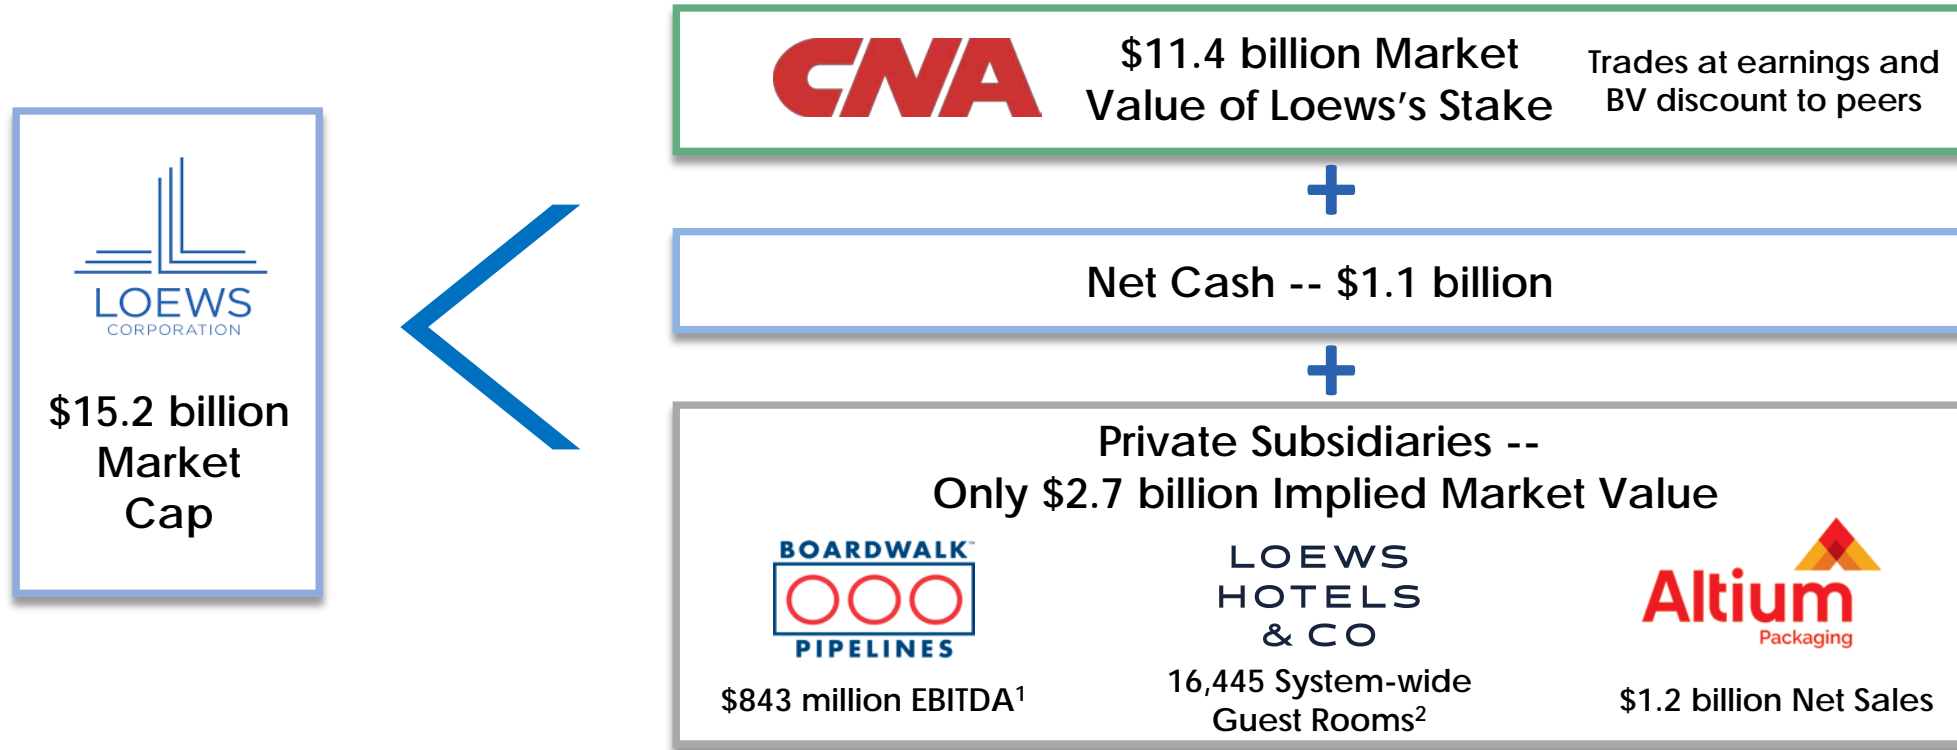 LOEWS
CORPORATION
$15.2 billion
Market
Cap
CNA
$11.4 billion Market
Value of Loews's Stake
Trades at earnings and
BV discount to peers
+
Net Cash -- $1.1 billion
+
Private Subsidiaries --
Only $2.7 billion Implied Market Value
BOARDWALK™
PIPELINES
$843 million EBITDA¹
LOEWS
HOTELS
& CO
16,445 System-wide
Guest Rooms²
Altium
Packaging
$1.2 billion Net Sales